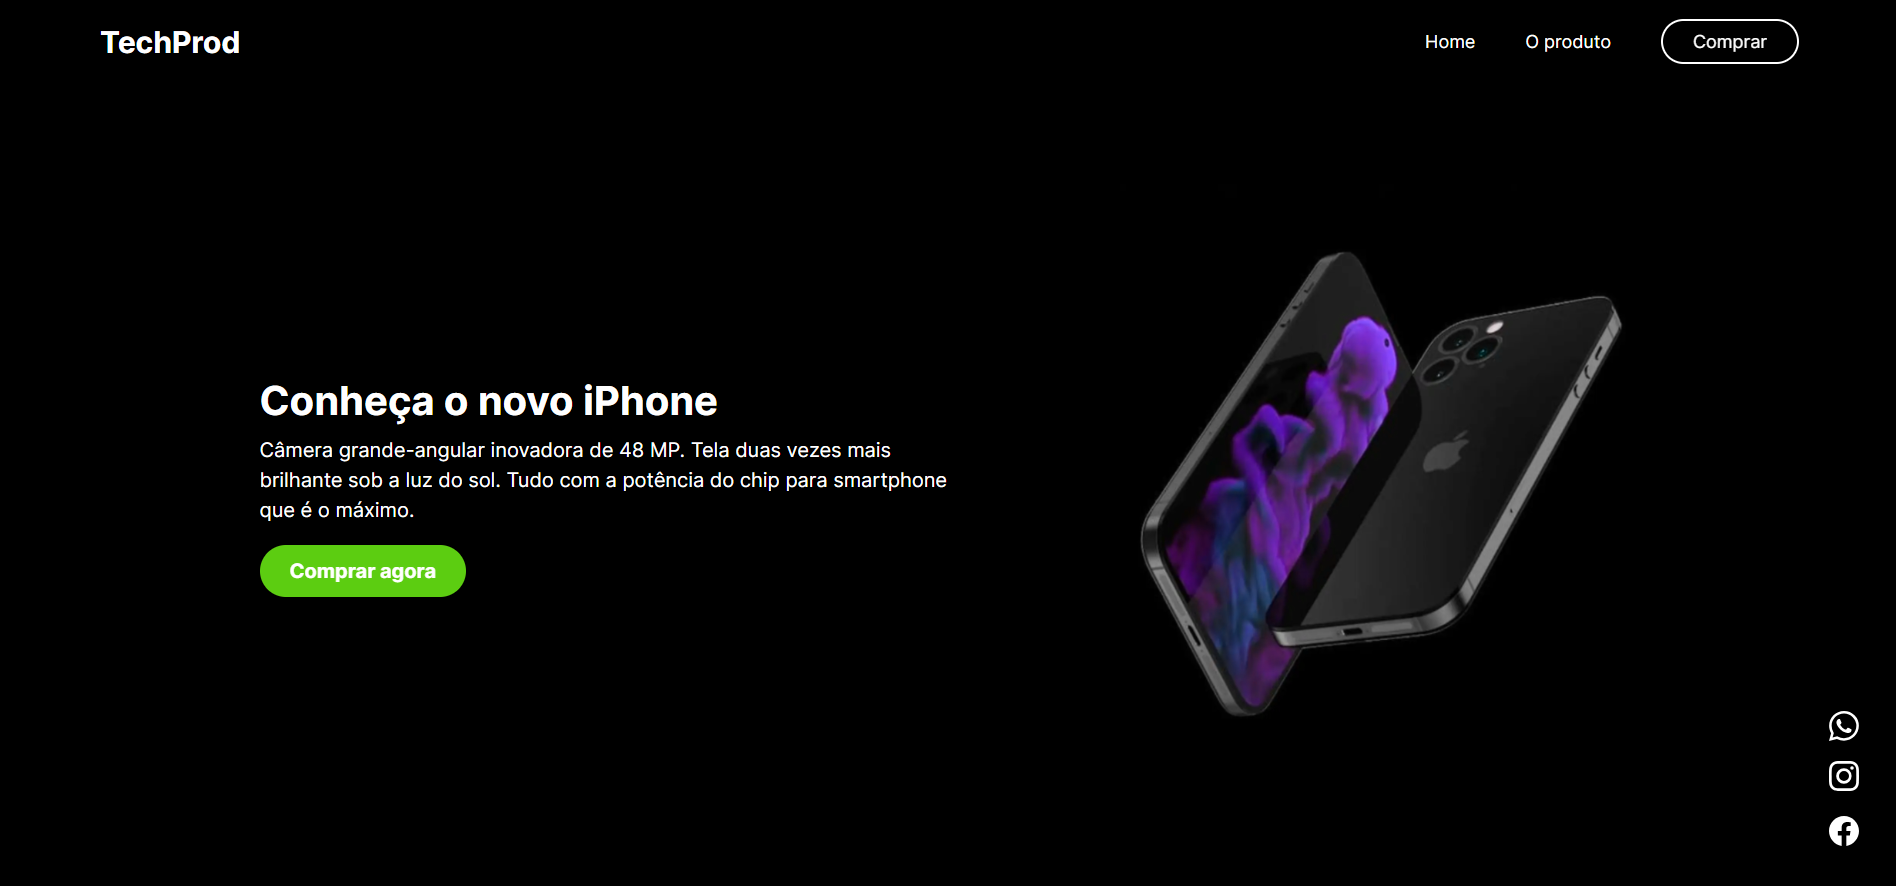 TechProd
Home
O produto
Comprar
Conheça o novo iPhone
Câmera grande-angular inovadora de 48 MP. Tela duas vezes mais
brilhante sob a luz do sol. Tudo com a potência do chip para smartphone
que é o máximo.
Comprar agora